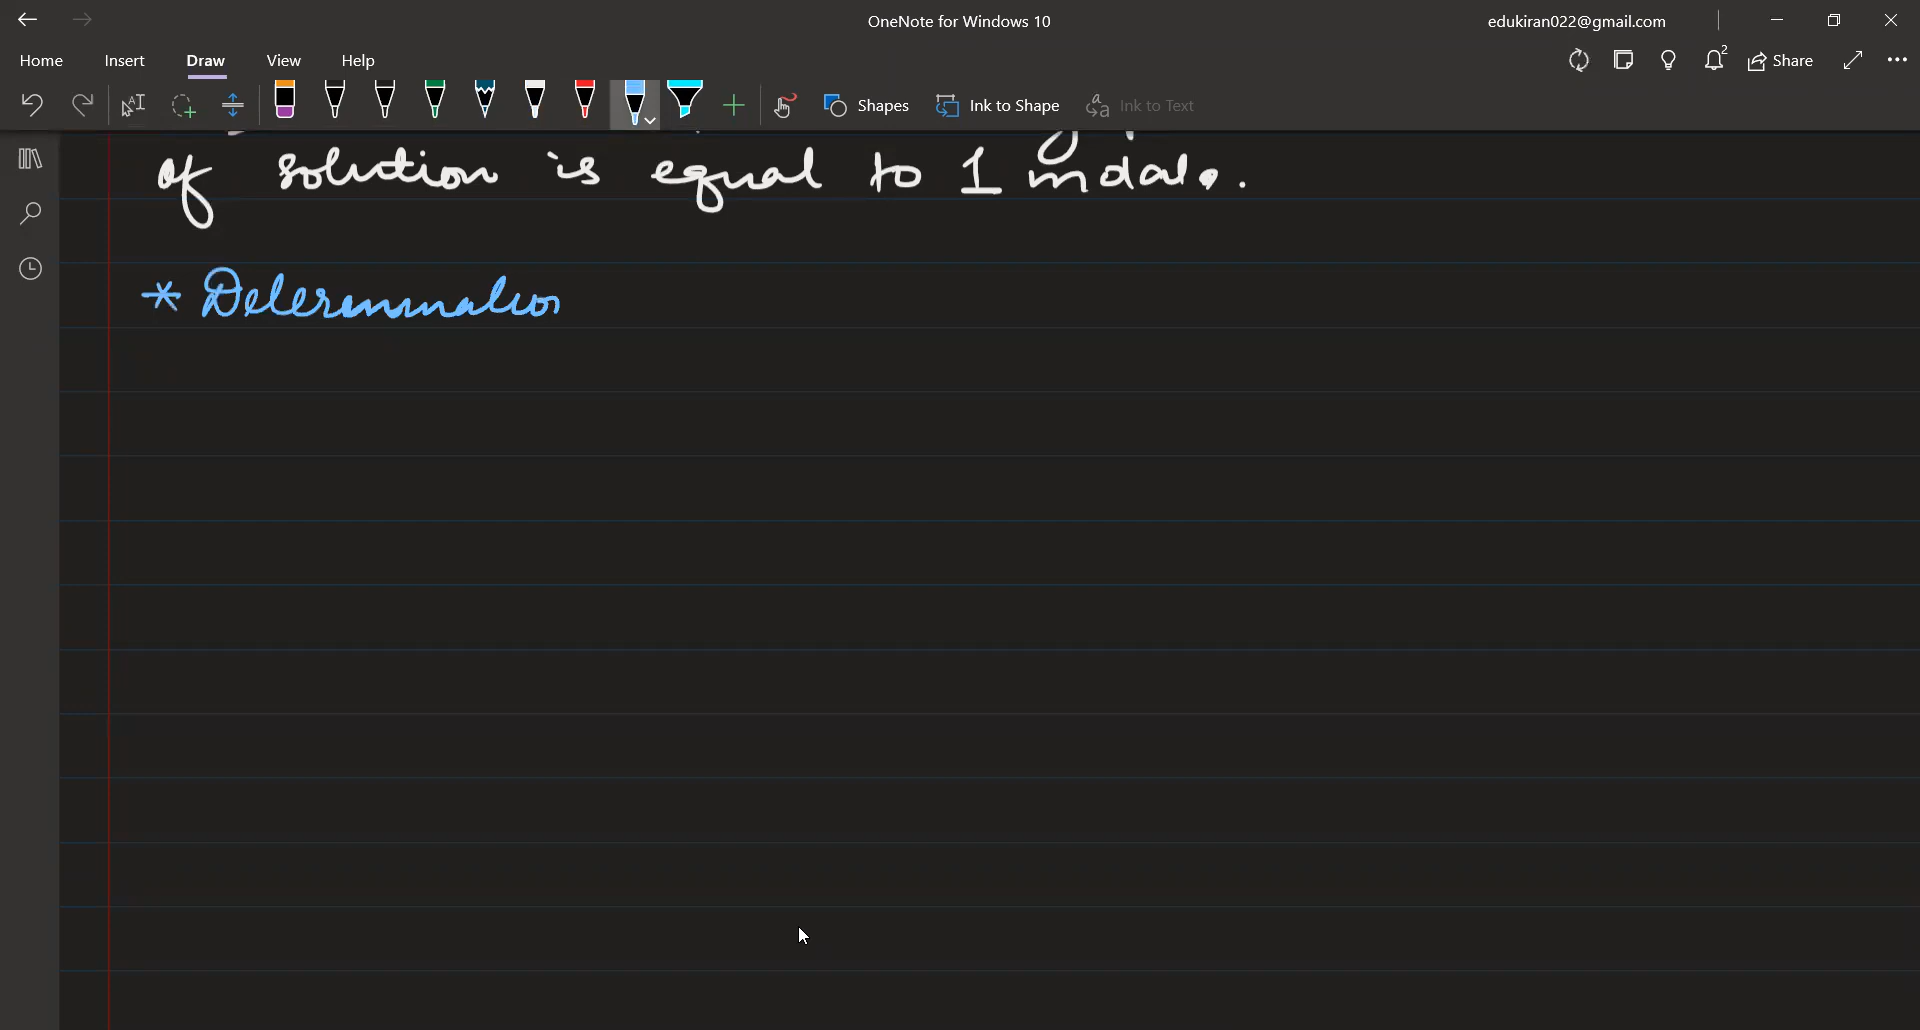 OneNote for Windows 10
edukiran022@gmail.com
Home Insert Draw View Help
Share
Shapes Ink to Shape Ink to Text
of solution is equal to 1 molal.
* Determination